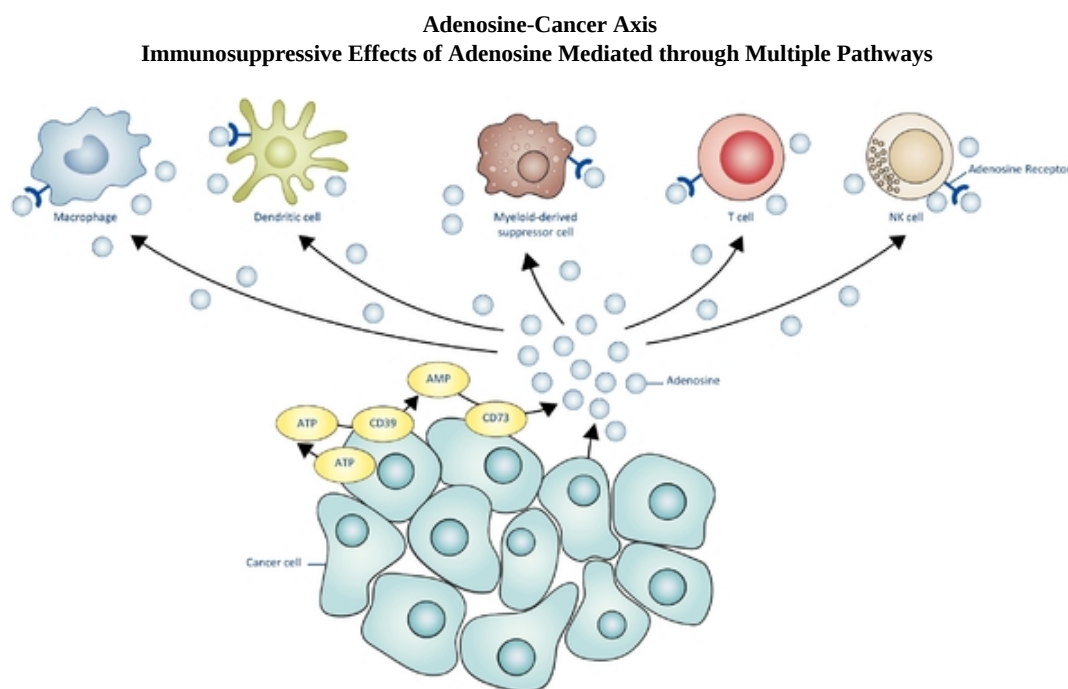 Adenosine-Cancer Axis
Immunosuppressive Effects of Adenosine Mediated through Multiple Pathways
Adenosine Receptor
Macrophage
Dendritic cell
Myeloid-derived
suppressor cell
T cell
NK cell
AMP
Adenosine
ATP
CD39
CD73
ATP
Cancer cell